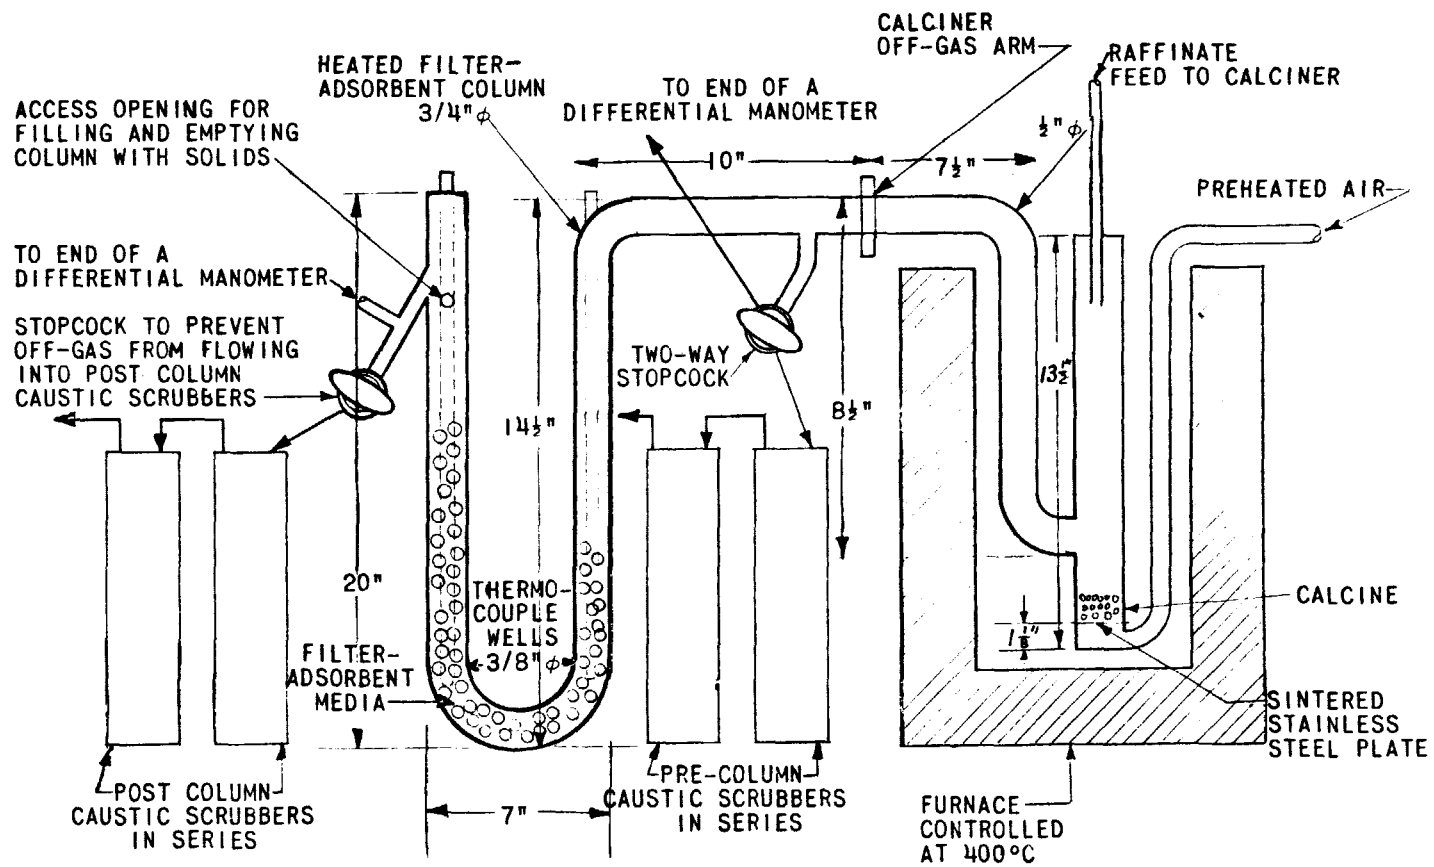 CALCINER
OFF-GAS ARM
RAFFINATE
FEED TO CALCINER
HEATED FILTER-
ADSORBENT COLUMN
3/4" φ
TO END OF A
DIFFERENTIAL MANOMETER
ACCESS OPENING FOR
FILLING AND EMPTYING
COLUMN WITH SOLIDS
½" φ
10"
7½"
PREHEATED AIR
TO END OF A
DIFFERENTIAL MANOMETER
STOPCOCK TO PREVENT
OFF-GAS FROM FLOWING
INTO POST COLUMN
CAUSTIC SCRUBBERS
TWO-WAY
STOPCOCK
13½"
8½"
14½"
20"
THERMO-
COUPLE
WELLS
3/8" φ
CALCINE
1⅛"
FILTER-
ADSORBENT
MEDIA
SINTERED
STAINLESS
STEEL PLATE
POST COLUMN
CAUSTIC SCRUBBERS
IN SERIES
7"
PRE-COLUMN
CAUSTIC SCRUBBERS
IN SERIES
FURNACE
CONTROLLED
AT 400°C